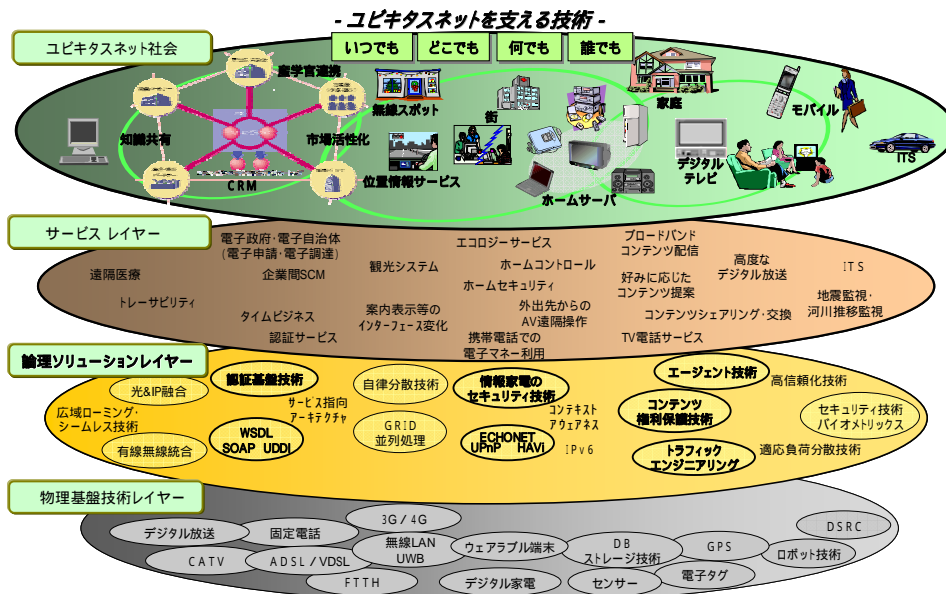 - ユビキタスネットを支える技術 -
ユビキタスネット社会
いつでも
どこでも
何でも
誰でも
産学官連携
知識共有
市場活性化
CRM
無線スポット
位置情報サービス
街
家庭
ホームサーバ
デジタル
テレビ
モバイル
ITS
サービス レイヤー
遠隔医療
トレーサビリティ
電子政府・電子自治体
(電子申請・電子調達)
企業間SCM
タイムビジネス
認証サービス
観光システム
案内表示等の
インターフェース変化
エコロジーサービス
ホームコントロール
ホームセキュリティ
外出先からの
AV遠隔操作
携帯電話での
電子マネー利用
ブロードバンド
コンテンツ配信
好みに応じた
コンテンツ提案
コンテンツシェアリング・交換
TV電話サービス
高度な
デジタル放送
ITS
地震監視・
河川推移監視
論理ソリューションレイヤー
光&IP融合
広域ローミング・
シームレス技術
有線無線統合
認証基盤技術
サービス指向
アーキテクチャ
WSDL
SOAP UDDI
自律分散技術
GRID
並列処理
情報家電の
セキュリティ技術
コンテキスト
アウェアネス
ECHONET
UPnP HAVi
IPv6
エージェント技術
コンテンツ
権利保護技術
トラフィック
エンジニアリング
高信頼化技術
セキュリティ技術
バイオメトリックス
適応負荷分散技術
物理基盤技術レイヤー
デジタル放送
固定電話
3G/4G
CATV
ADSL/VDSL
無線LAN
UWB
FTTH
ウェアラブル端末
デジタル家電
DB
ストレージ技術
センサー
GPS
電子タグ
ロボット技術
DSRC